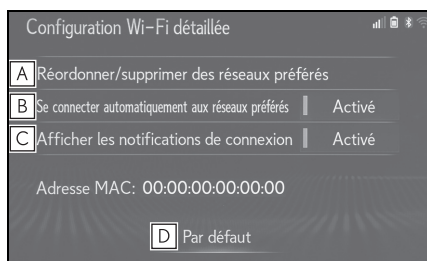 Configuration Wi-Fi détaillée
A Réordonner/supprimer des réseaux préférés
B Se connecter automatiquement aux réseaux préférés Activé
C Afficher les notifications de connexion Activé
Adresse MAC: 00:00:00:00:00:00
D Par défaut